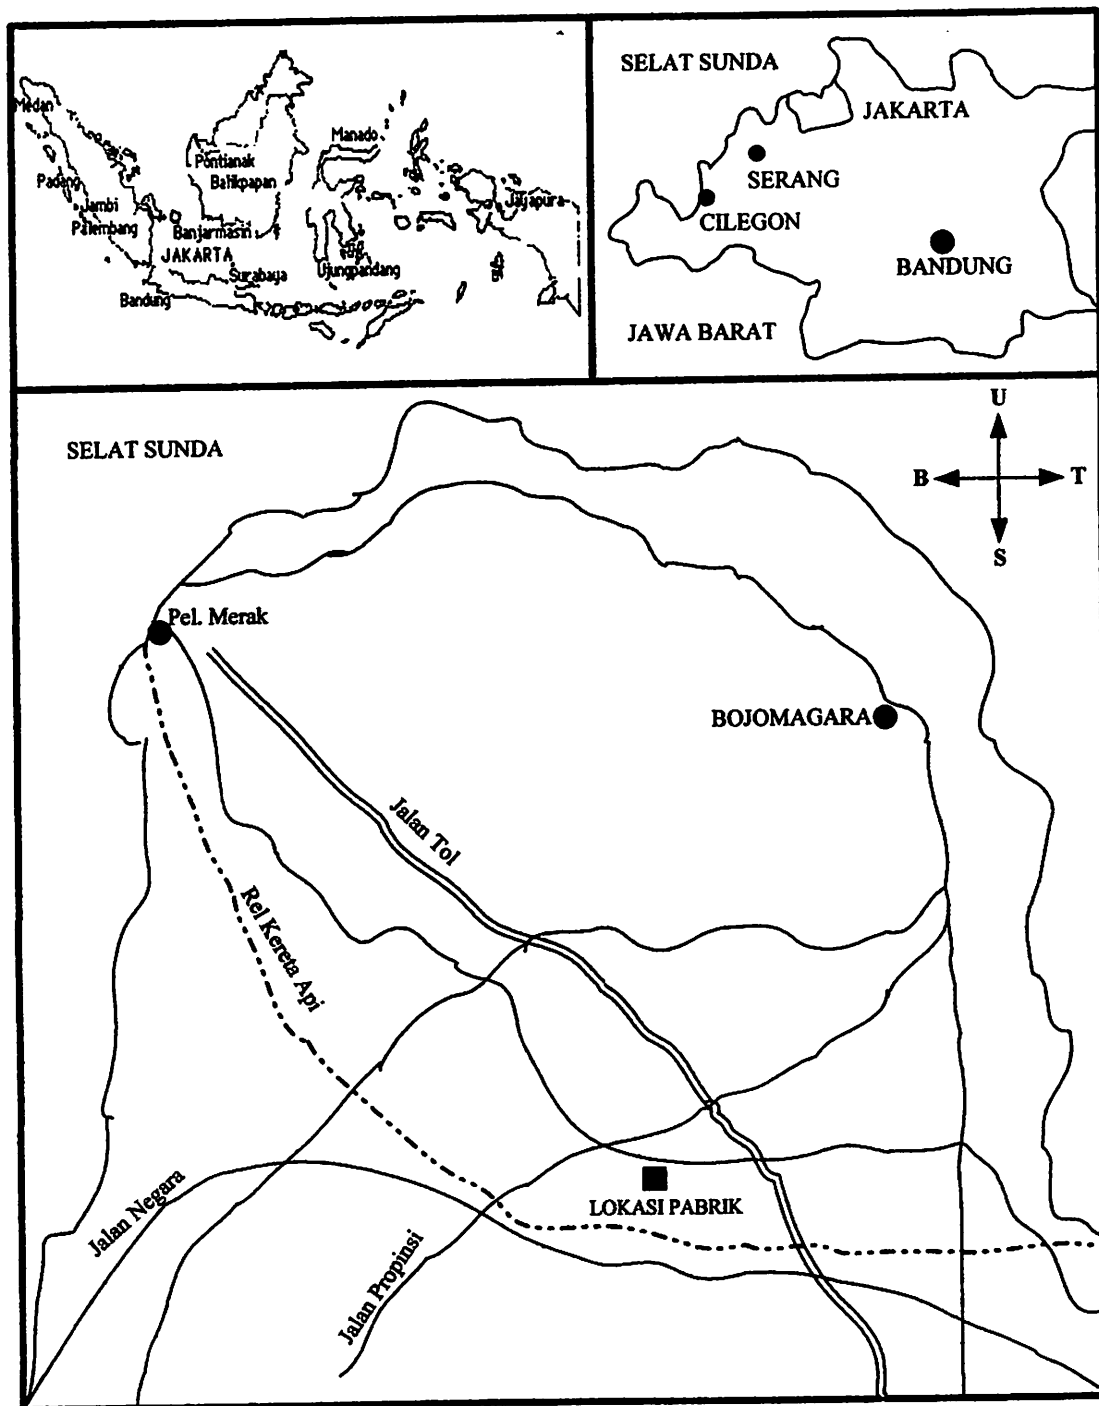 Medan
Manado
Pontianak
Balikpapan
Padang
Jambi
Jayapura
Palembang
Banjarmasin
JAKARTA
Surabaya
Ujungpandang
Bandung
SELAT SUNDA
JAKARTA
SERANG
CILEGON
BANDUNG
JAWA BARAT
SELAT SUNDA
U
B
T
S
Pel. Merak
BOJOMAGARA
Jalan Tol
Rel Kereta Api
LOKASI PABRIK
Jalan Negara
Jalan Propinsi